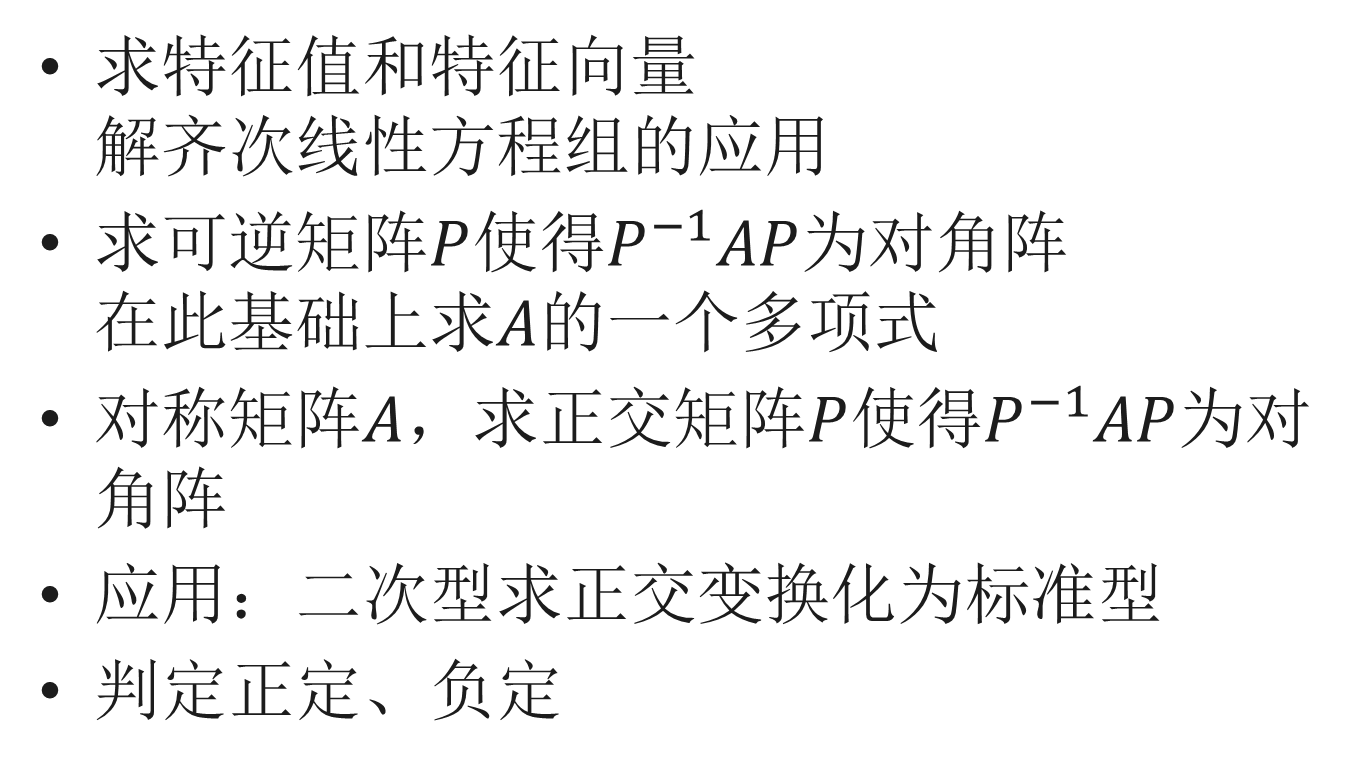 • 求特征值和特征向量
解齐次线性方程组的应用
• 求可逆矩阵P使得P⁻¹AP为对角阵
在此基础上求A的一个多项式
• 对称矩阵A，求正交矩阵P使得P⁻¹AP为对
角阵
• 应用：二次型求正交变换化为标准型
• 判定正定、负定